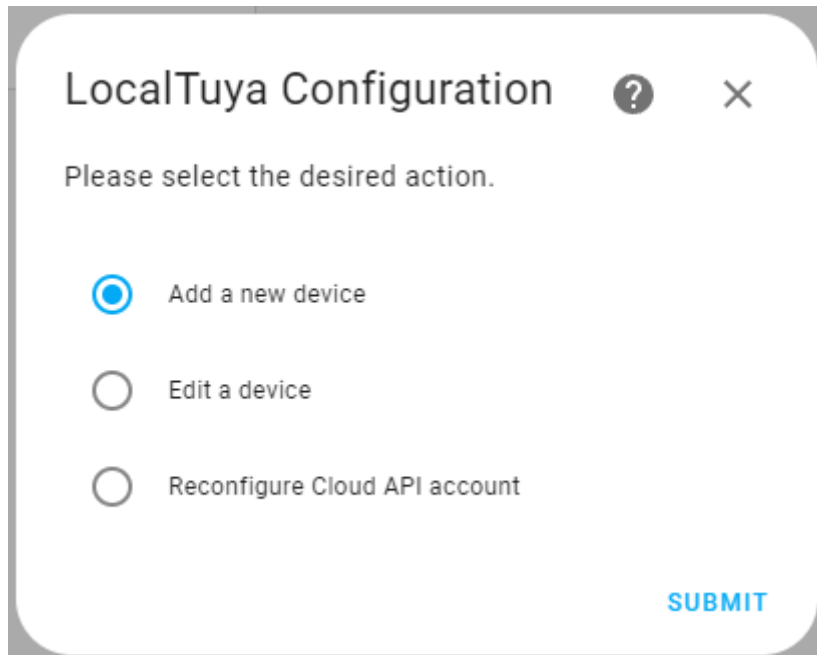 LocalTuya Configuration
Please select the desired action.
Add a new device
Edit a device
Reconfigure Cloud API account
SUBMIT